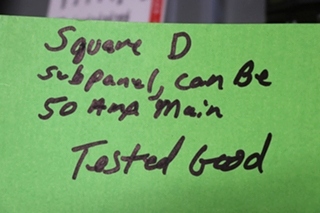 Square D
subpanel, can Be
50 Amp Main
Tested Good